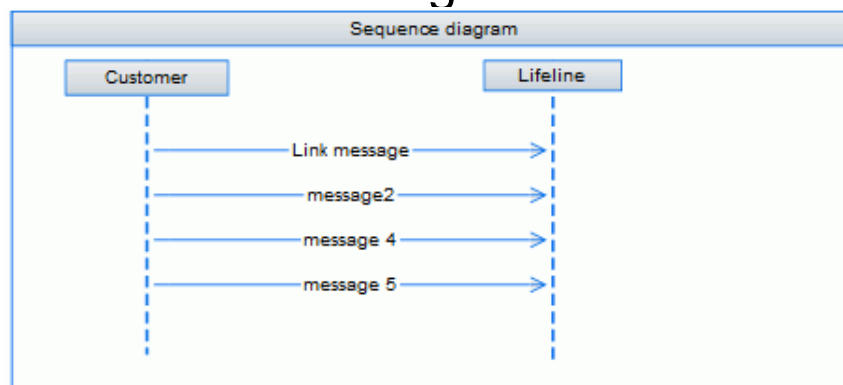 Sequence diagram
Customer
Lifeline
Link message
message2
message 4
message 5